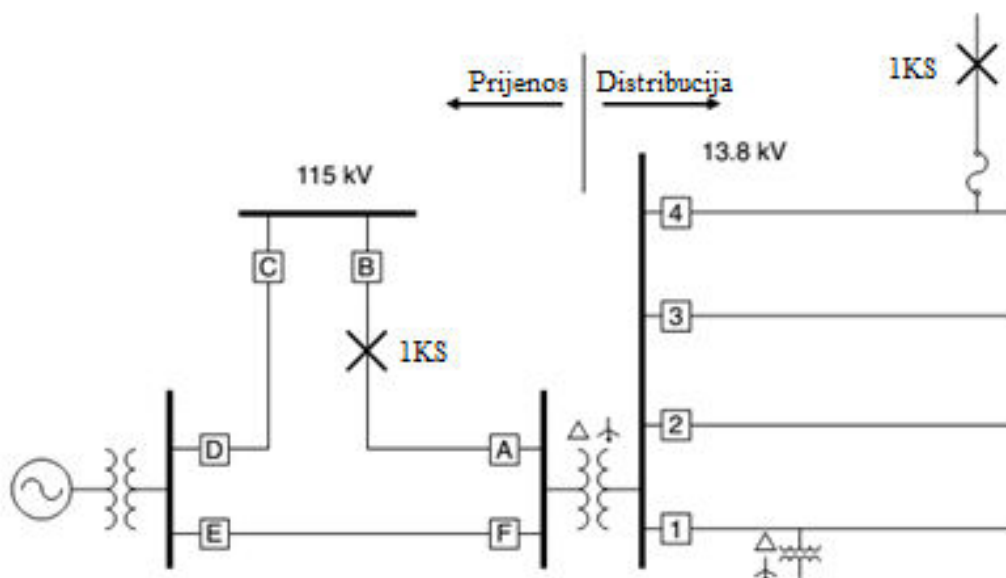 1KS
Prijenos
Distribucija
13.8 kV
115 kV
4
C
B
3
1KS
2
D
A
E
F
1